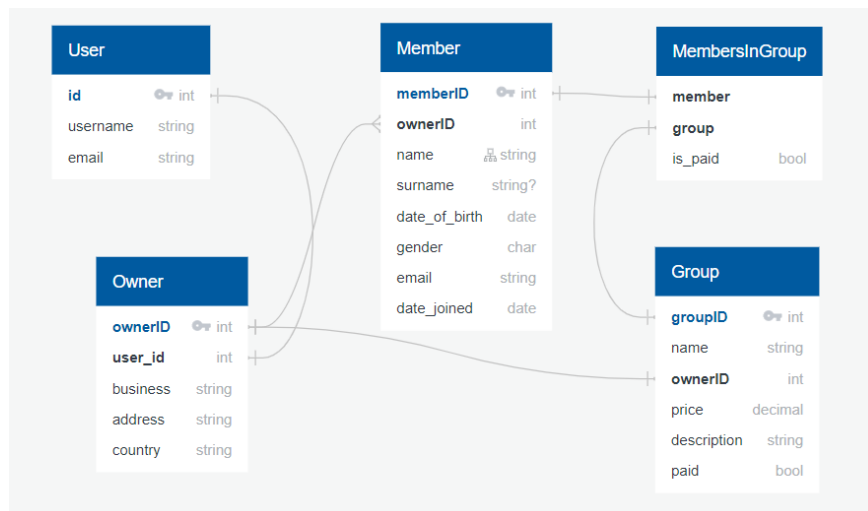 User
id int
username string
email string
Member
memberID int
ownerID int
name string
surname string?
date_of_birth date
gender char
email string
date_joined date
MembersInGroup
member
group
is_paid bool
Owner
ownerID int
user_id int
business string
address string
country string
Group
groupID int
name string
ownerID int
price decimal
description string
paid bool